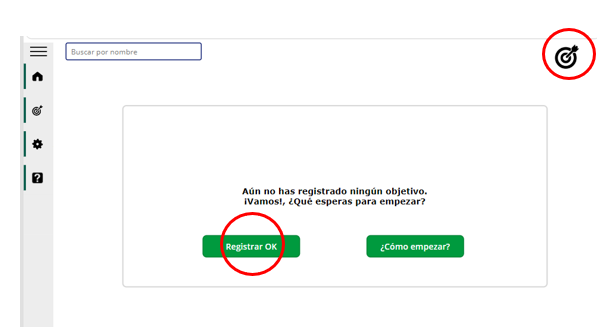 Buscar por nombre
Aún no has registrado ningún objetivo.
¡Vamos!, ¿Qué esperas para empezar?
Registrar OK
¿Cómo empezar?
?